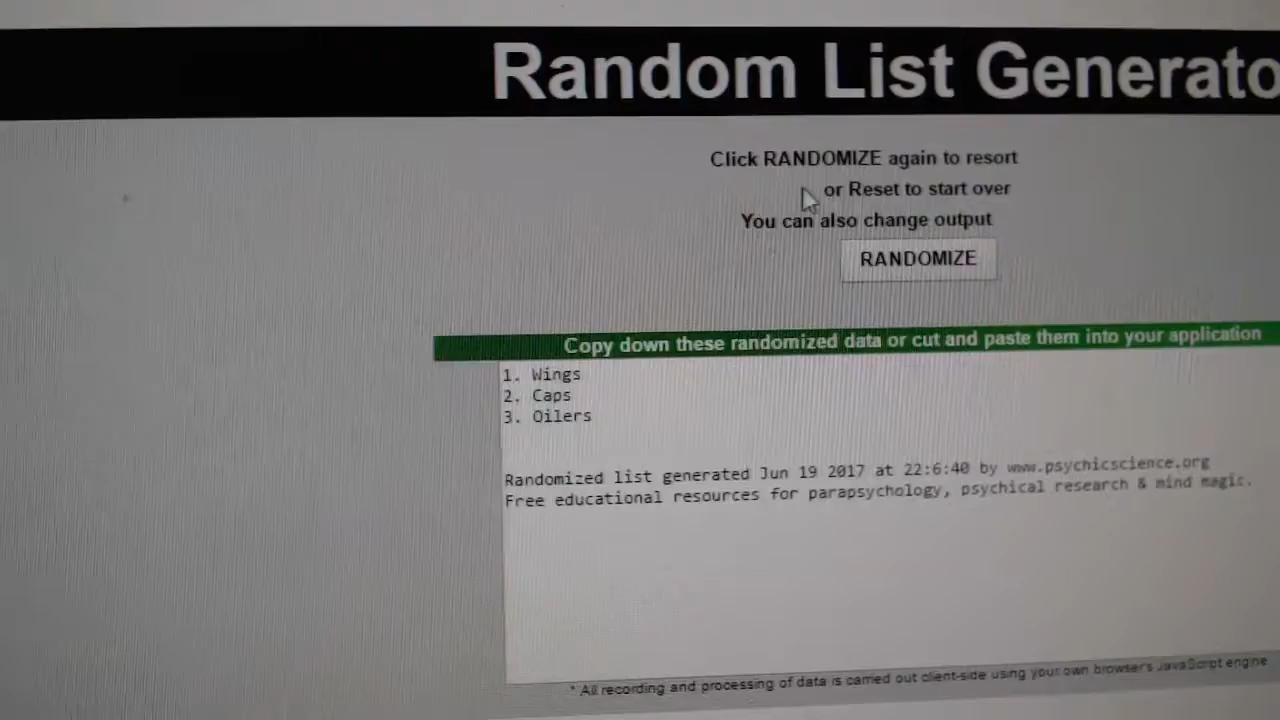 Random List Generato
Click RANDOMIZE again to resort
or Reset to start over
You can also change output
RANDOMIZE
Copy down these randomized data or cut and paste them into your application
1. Wings
2. Caps
3. Oilers
Randomized list generated Jun 19 2017 at 22:6:40 by www.psychicscience.org
Free educational resources for parapsychology, psychical research & mind magic.
* All recording and processing of data is carried out client-side using your own browser's JavaScript engine